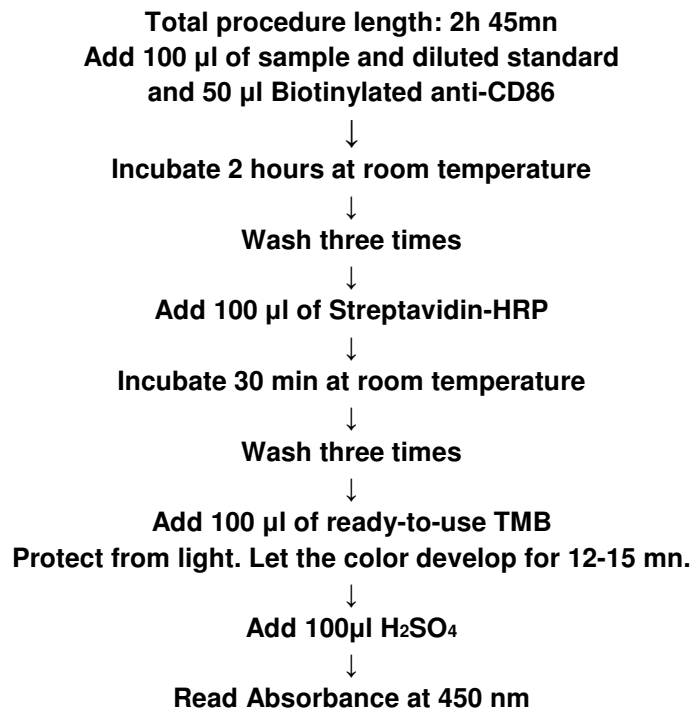 Total procedure length: 2h 45mn
Add 100 µl of sample and diluted standard
and 50 µl Biotinylated anti-CD86
↓
Incubate 2 hours at room temperature
↓
Wash three times
↓
Add 100 µl of Streptavidin-HRP
↓
Incubate 30 min at room temperature
↓
Wash three times
↓
Add 100 µl of ready-to-use TMB
Protect from light. Let the color develop for 12-15 mn.
↓
Add 100µl H₂SO₄
↓
Read Absorbance at 450 nm